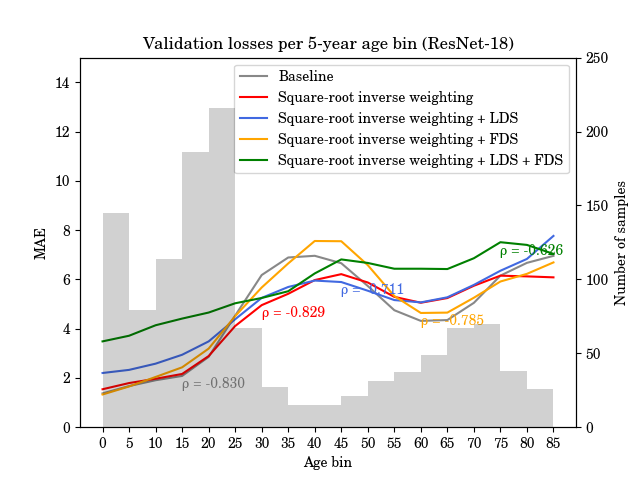 Validation losses per 5-year age bin (ResNet-18)
Baseline
Square-root inverse weighting
Square-root inverse weighting + LDS
Square-root inverse weighting + FDS
Square-root inverse weighting + LDS + FDS
MAE
14
12
10
8
6
4
2
0
250
200
150
100
50
0
Number of samples
ρ = -0.626
ρ = -0.711
ρ = -0.829
ρ = -0.785
ρ = -0.830
0 5 10 15 20 25 30 35 40 45 50 55 60 65 70 75 80 85
Age bin